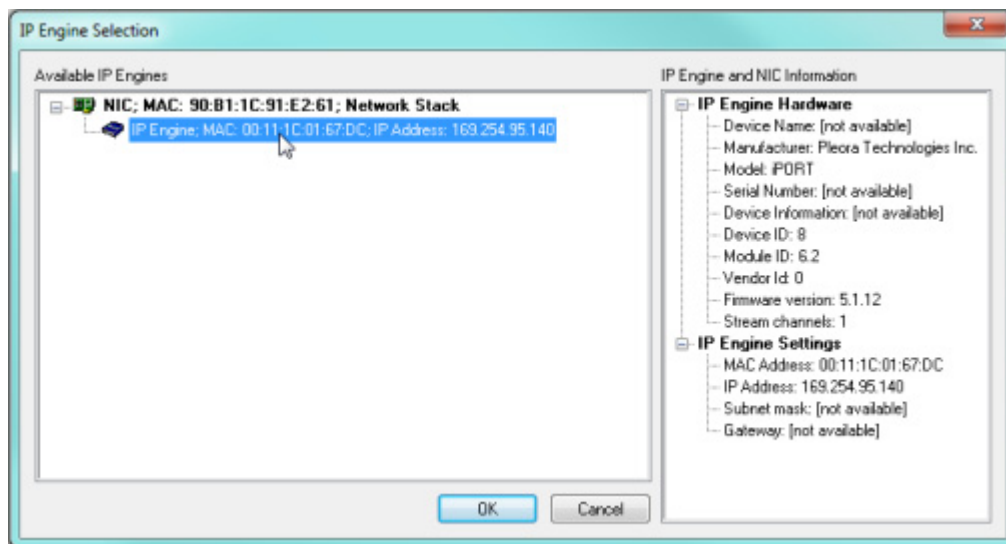 IP Engine Selection
Available IP Engines
NIC; MAC: 90:B1:1C:91:E2:61; Network Stack
IP Engine; MAC: 00:11:1C:01:67:DC; IP Address: 169.254.95.140
OK
Cancel
IP Engine and NIC Information
IP Engine Hardware
Device Name: [not available]
Manufacturer: Pleora Technologies Inc.
Model: iPORT
Serial Number: [not available]
Device Information: [not available]
Device ID: 8
Module ID: 6.2
Vendor Id: 0
Firmware version: 5.1.12
Stream channels: 1
IP Engine Settings
MAC Address: 00:11:1C:01:67:DC
IP Address: 169.254.95.140
Subnet mask: [not available]
Gateway: [not available]